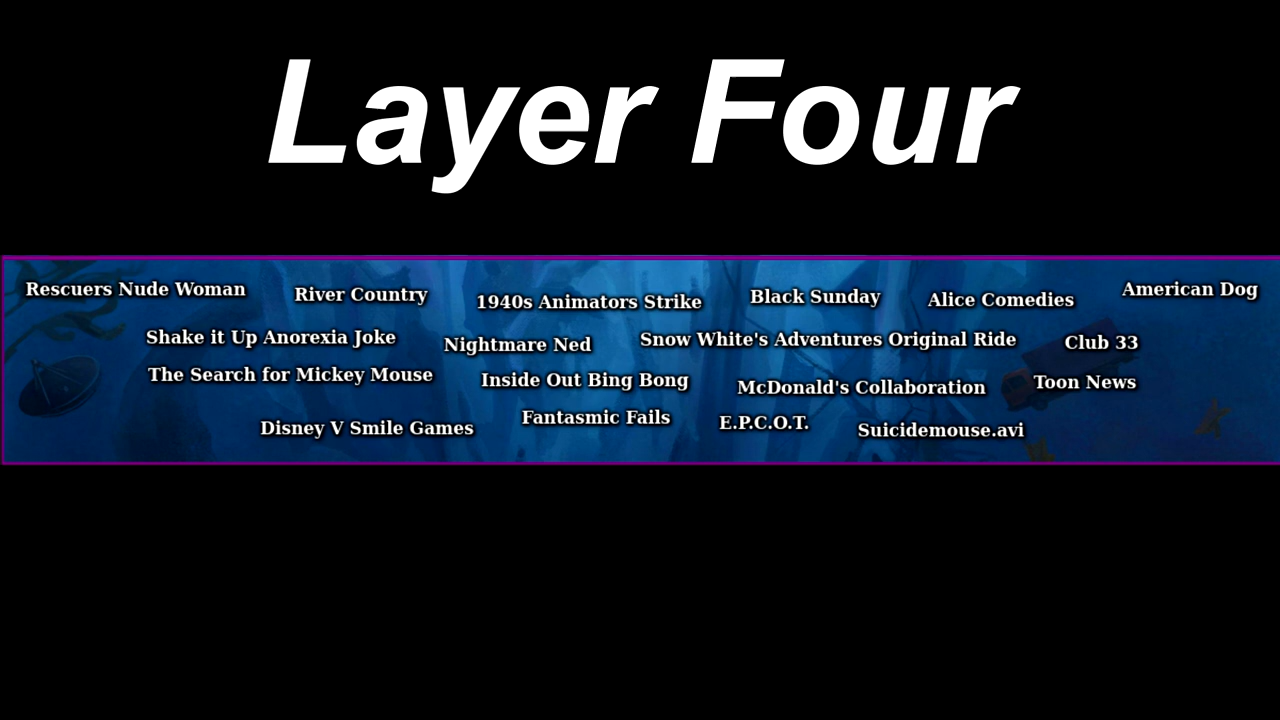 Layer Four
Rescuers Nude Woman
River Country
1940s Animators Strike
Black Sunday
Alice Comedies
American Dog
Shake it Up Anorexia Joke
Nightmare Ned
Snow White's Adventures Original Ride
Club 33
The Search for Mickey Mouse
Inside Out Bing Bong
McDonald's Collaboration
Toon News
Disney V Smile Games
Fantasmic Fails
E.P.C.O.T.
Suicidemouse.avi